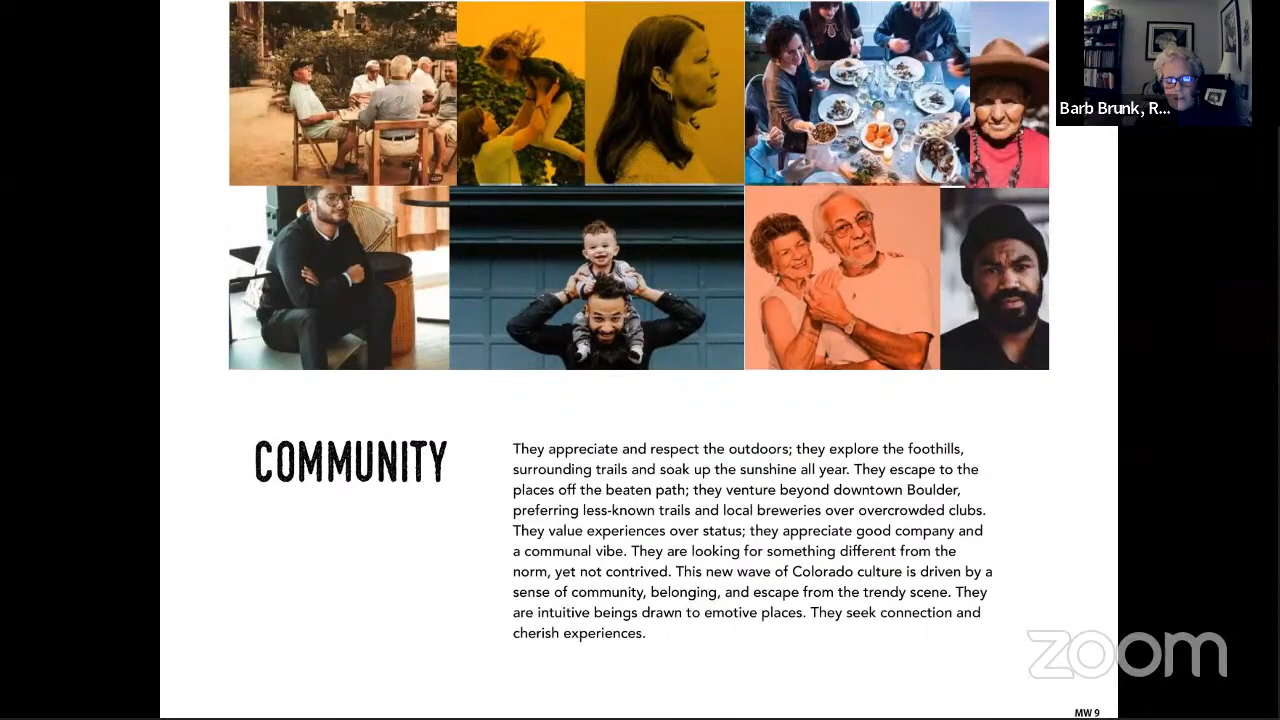 Barb Brunk, R...
COMMUNITY
They appreciate and respect the outdoors; they explore the foothills,
surrounding trails and soak up the sunshine all year. They escape to the
places off the beaten path; they venture beyond downtown Boulder,
preferring less-known trails and local breweries over overcrowded clubs.
They value experiences over status; they appreciate good company and
a communal vibe. They are looking for something different from the
norm, yet not contrived. This new wave of Colorado culture is driven by a
sense of community, belonging, and escape from the trendy scene. They
are intuitive beings drawn to emotive places. They seek connection and
cherish experiences.
zoom
MW 9